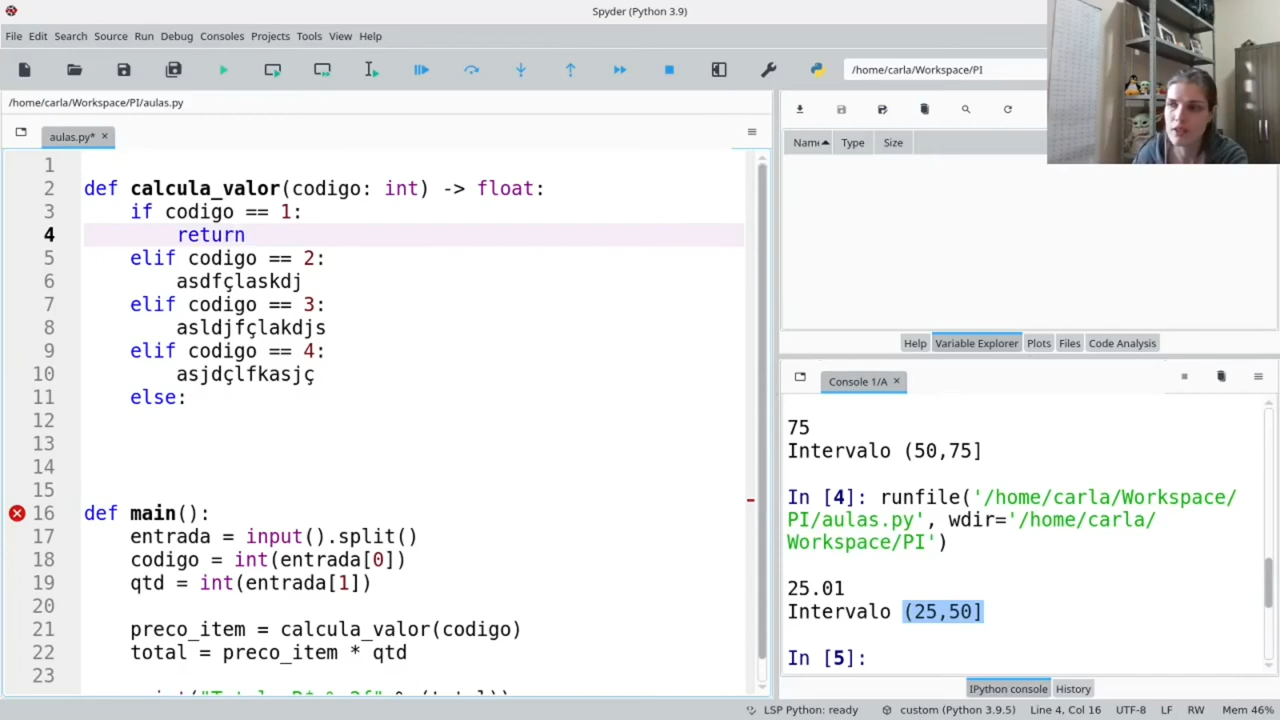 Spyder (Python 3.9)
File Edit Search Source Run Debug Consoles Projects Tools View Help
/home/carla/Workspace/PI
/home/carla/Workspace/PI/aulas.py
aulas.py*
1
2 def calcula_valor(codigo: int) -> float:
3 if codigo == 1:
4 return
5 elif codigo == 2:
6 asdfçlaskdj
7 elif codigo == 3:
8 asldjfçlakdjs
9 elif codigo == 4:
10 asjdçlfkasjç
11 else:
12
13
14
15
16 def main():
17 entrada = input().split()
18 codigo = int(entrada[0])
19 qtd = int(entrada[1])
20
21 preco_item = calcula_valor(codigo)
22 total = preco_item * qtd
23
Name Type Size
Help Variable Explorer Plots Files Code Analysis
Console 1/A
75
Intervalo (50,75]
In [4]: runfile('/home/carla/Workspace/
PI/aulas.py', wdir='/home/carla/
Workspace/PI')
25.01
Intervalo (25,50]
In [5]:
IPython console History
LSP Python: ready custom (Python 3.9.5) Line 4, Col 16 UTF-8 LF RW Mem 46%